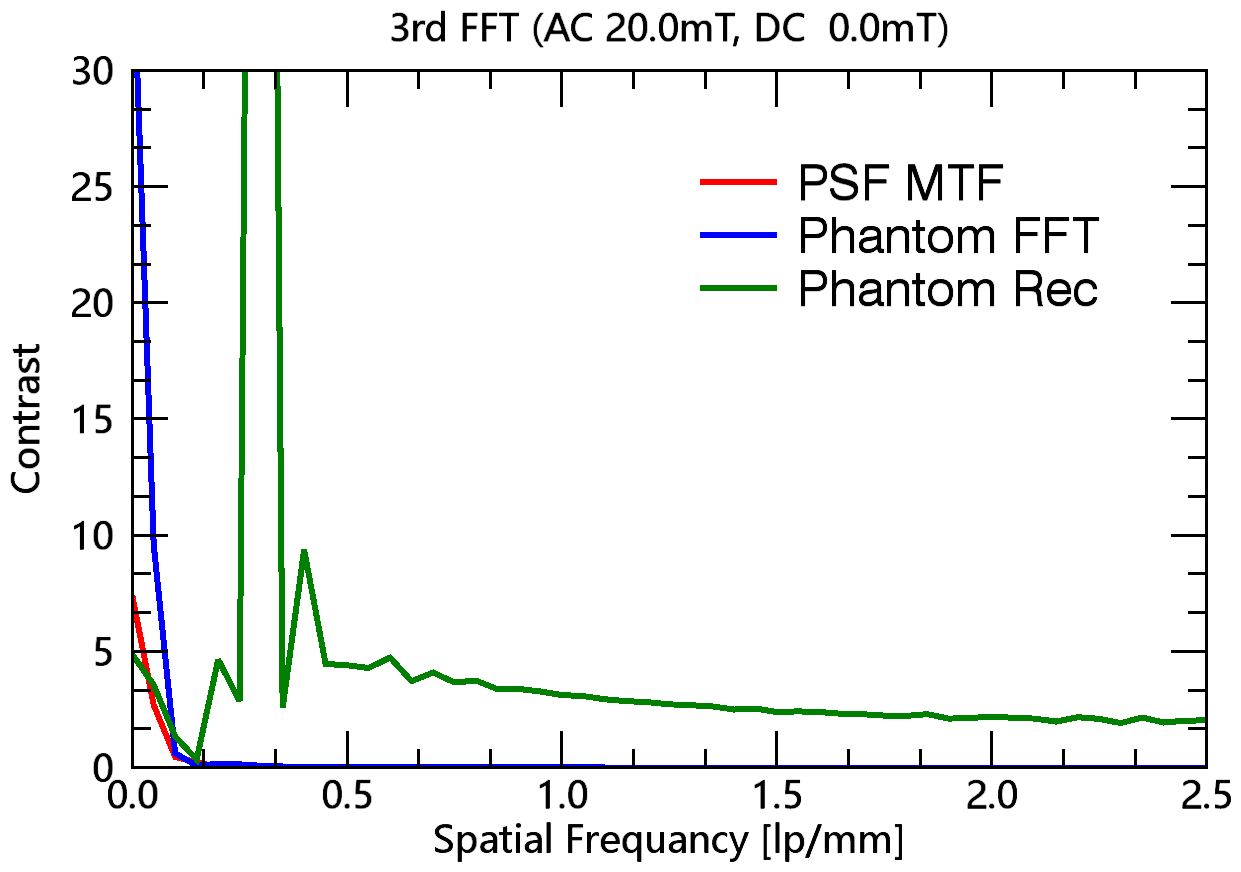 3rd FFT (AC 20.0mT, DC  0.0mT)
30
25
20
15
10
5
0
Contrast
PSF MTF
Phantom FFT
Phantom Rec
0.0 0.5 1.0 1.5 2.0 2.5
Spatial Frequancy [lp/mm]